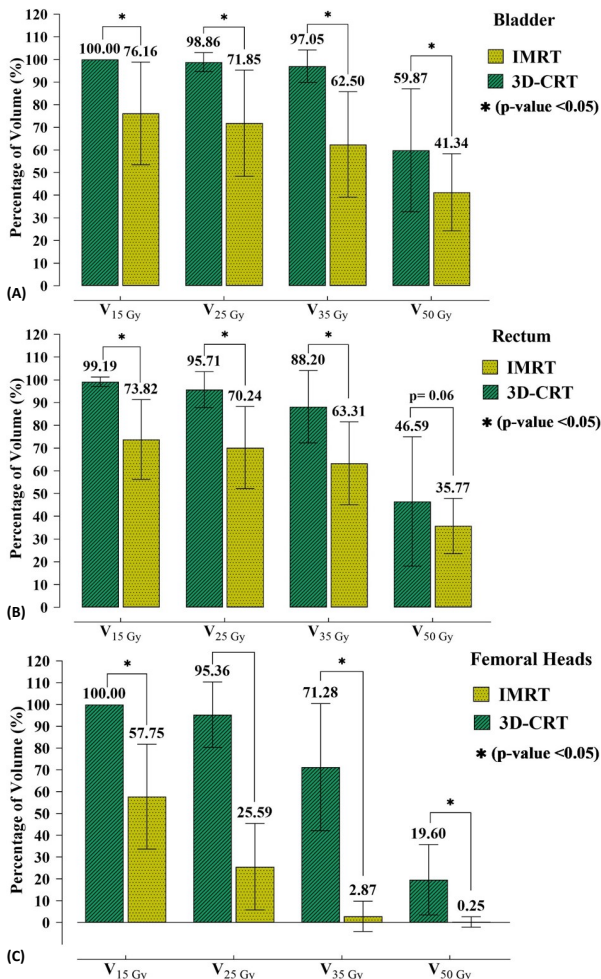 Bladder
IMRT
3D-CRT
* (p-value <0.05)
Percentage of Volume (%)
120
110
100
90
80
70
60
50
40
30
20
10
0
* * * *
100.00 76.16 98.86 71.85 97.05 62.50 59.87 41.34
(A)
V15 Gy V25 Gy V35 Gy V50 Gy
Rectum
IMRT
3D-CRT
* (p-value <0.05)
Percentage of Volume (%)
120
110
100
90
80
70
60
50
40
30
20
10
0
* * * p= 0.06
99.19 73.82 95.71 70.24 88.20 63.31 46.59 35.77
(B)
V15 Gy V25 Gy V35 Gy V50 Gy
Femoral Heads
IMRT
3D-CRT
* (p-value <0.05)
Percentage of Volume (%)
120
110
100
90
80
70
60
50
40
30
20
10
0
* * *
100.00 57.75 95.36 25.59 71.28 2.87 19.60 0.25
(C)
V15 Gy V25 Gy V35 Gy V50 Gy